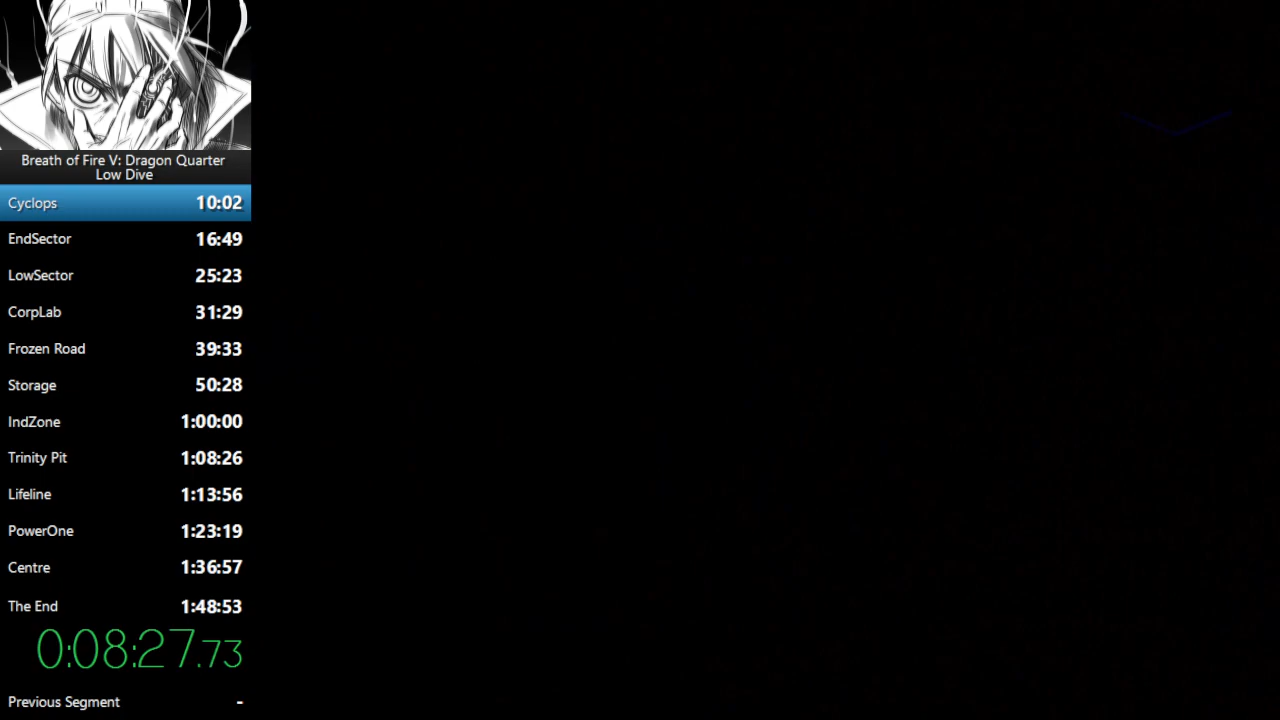 Breath of Fire V: Dragon Quarter
Low Dive
Cyclops 10:02
EndSector 16:49
LowSector 25:23
CorpLab 31:29
Frozen Road 39:33
Storage 50:28
IndZone 1:00:00
Trinity Pit 1:08:26
Lifeline 1:13:56
PowerOne 1:23:19
Centre 1:36:57
The End 1:48:53
0:08:27.73
Previous Segment -